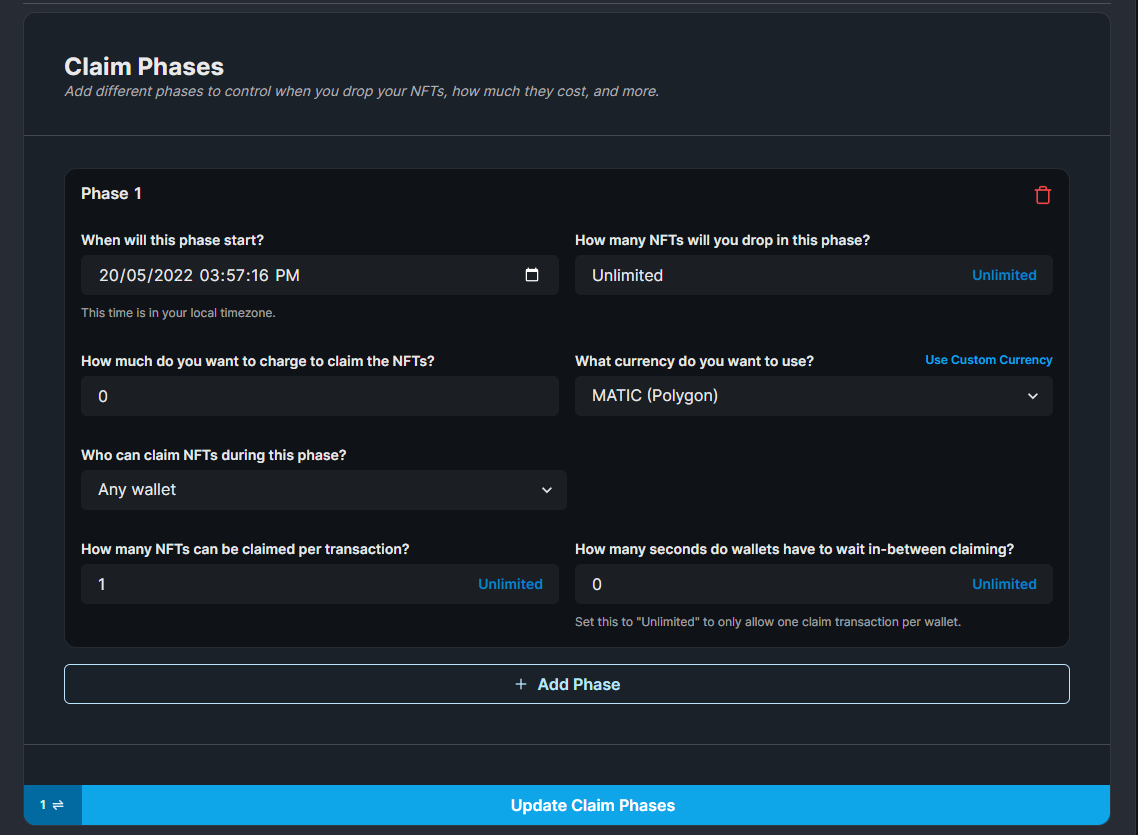 Claim Phases
Add different phases to control when you drop your NFTs, how much they cost, and more.
Phase 1
When will this phase start?
20/05/2022 03:57:16 PM
This time is in your local timezone.
How many NFTs will you drop in this phase?
Unlimited Unlimited
How much do you want to charge to claim the NFTs?
0
What currency do you want to use? Use Custom Currency
MATIC (Polygon)
Who can claim NFTs during this phase?
Any wallet
How many NFTs can be claimed per transaction?
1 Unlimited
How many seconds do wallets have to wait in-between claiming?
0 Unlimited
Set this to "Unlimited" to only allow one claim transaction per wallet.
+ Add Phase
1 ⇌ Update Claim Phases